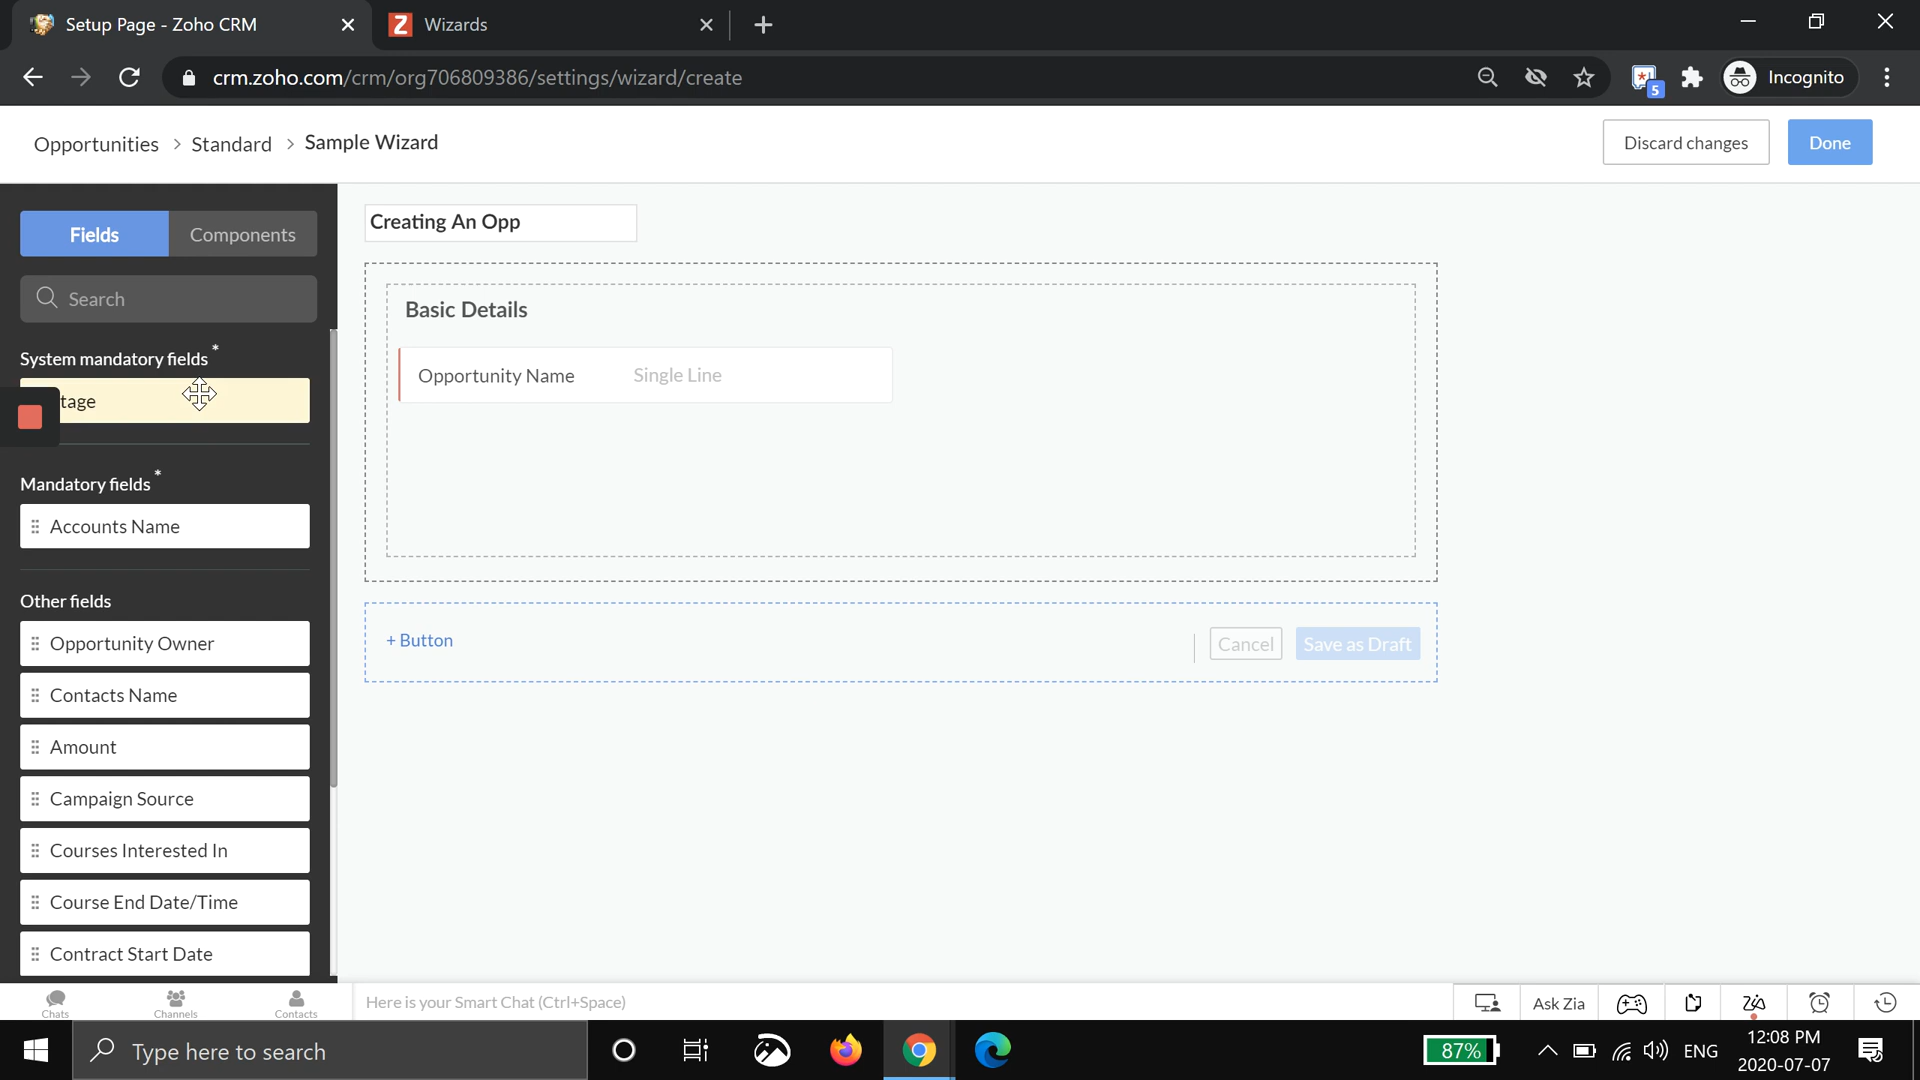 Setup Page - Zoho CRM
Wizards
crm.zoho.com/crm/org706809386/settings/wizard/create
5
Incognito
Opportunities > Standard > Sample Wizard
Discard changes
Done
Fields
Components
Search
System mandatory fields *
tage
Mandatory fields *
Accounts Name
Other fields
Opportunity Owner
Contacts Name
Amount
Campaign Source
Courses Interested In
Course End Date/Time
Contract Start Date
Creating An Opp
Basic Details
Opportunity Name
Single Line
+ Button
Cancel
Save as Draft
Chats
Channels
Contacts
Here is your Smart Chat (Ctrl+Space)
Ask Zia
Type here to search
87%
ENG
12:08 PM
2020-07-07